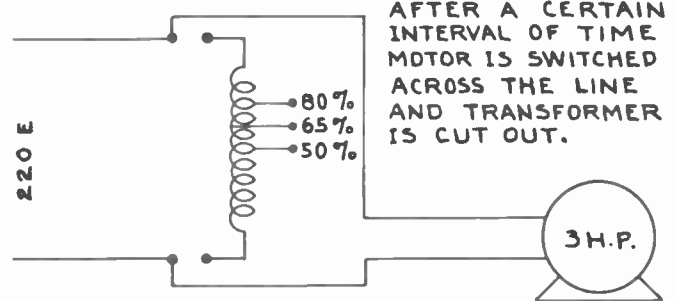 AFTER A CERTAIN
INTERVAL OF TIME
MOTOR IS SWITCHED
ACROSS THE LINE
AND TRANSFORMER
IS CUT OUT.
80%
65%
50%
220 E
3 H.P.